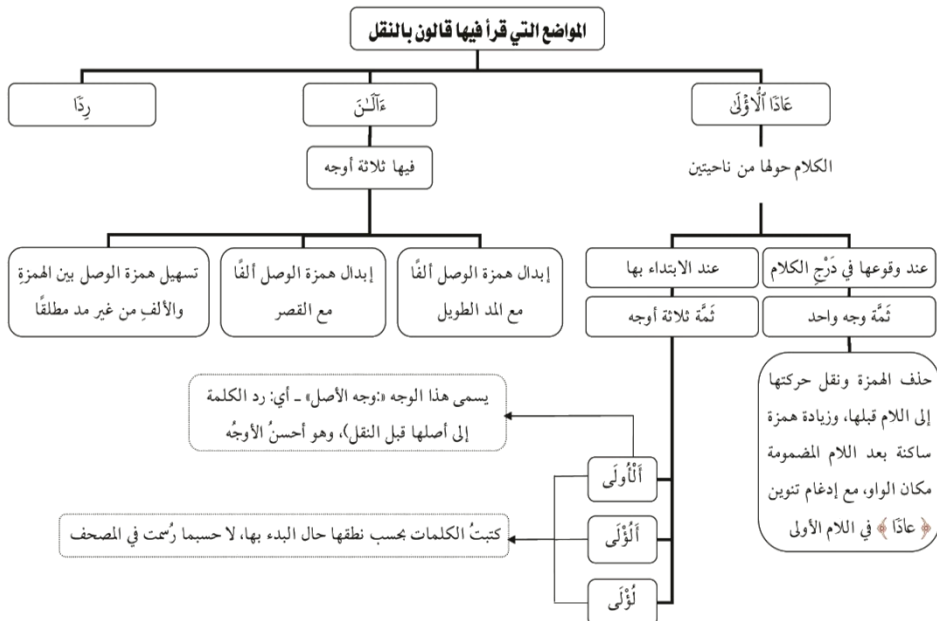 المواضع التي قرأ فيها قالون بالنقل
عَادًا ٱلُّاؤۡلَىٰ
ءَآلَـٰنَ
رِدًا
الكلام حولها من ناحيتين
فيها ثلاثة أوجه
عند وقوعها في دَرْجِ الكلام
ثَمَّة وجه واحد
حذف الهمزة ونقل حركتها
إلى اللام قبلها، وزيادة همزة
ساكنة بعد اللام المضمومة
مكان الواو، مع إدغام تنوين
﴿ عادًا ﴾ في اللام الأولى
عند الابتداء بها
ثَمَّة ثلاثة أوجه
إبدال همزة الوصل ألفًا
مع المد الطويل
إبدال همزة الوصل ألفًا
مع القصر
تسهيل همزة الوصل بين الهمزةِ
والألفِ من غير مد مطلقًا
يسمى هذا الوجه «:وجه الأصل» ـ أي: رد الكلمة
إلى أصلها قبل النقل)، وهو أحسنُ الأوجُه
أَلْأُولَى
أَلُؤْلَى
لُؤْلَى
كتبتُ الكلمات بحسب نطقها حال البدء بها، لا حسبما رُسمت في المصحف